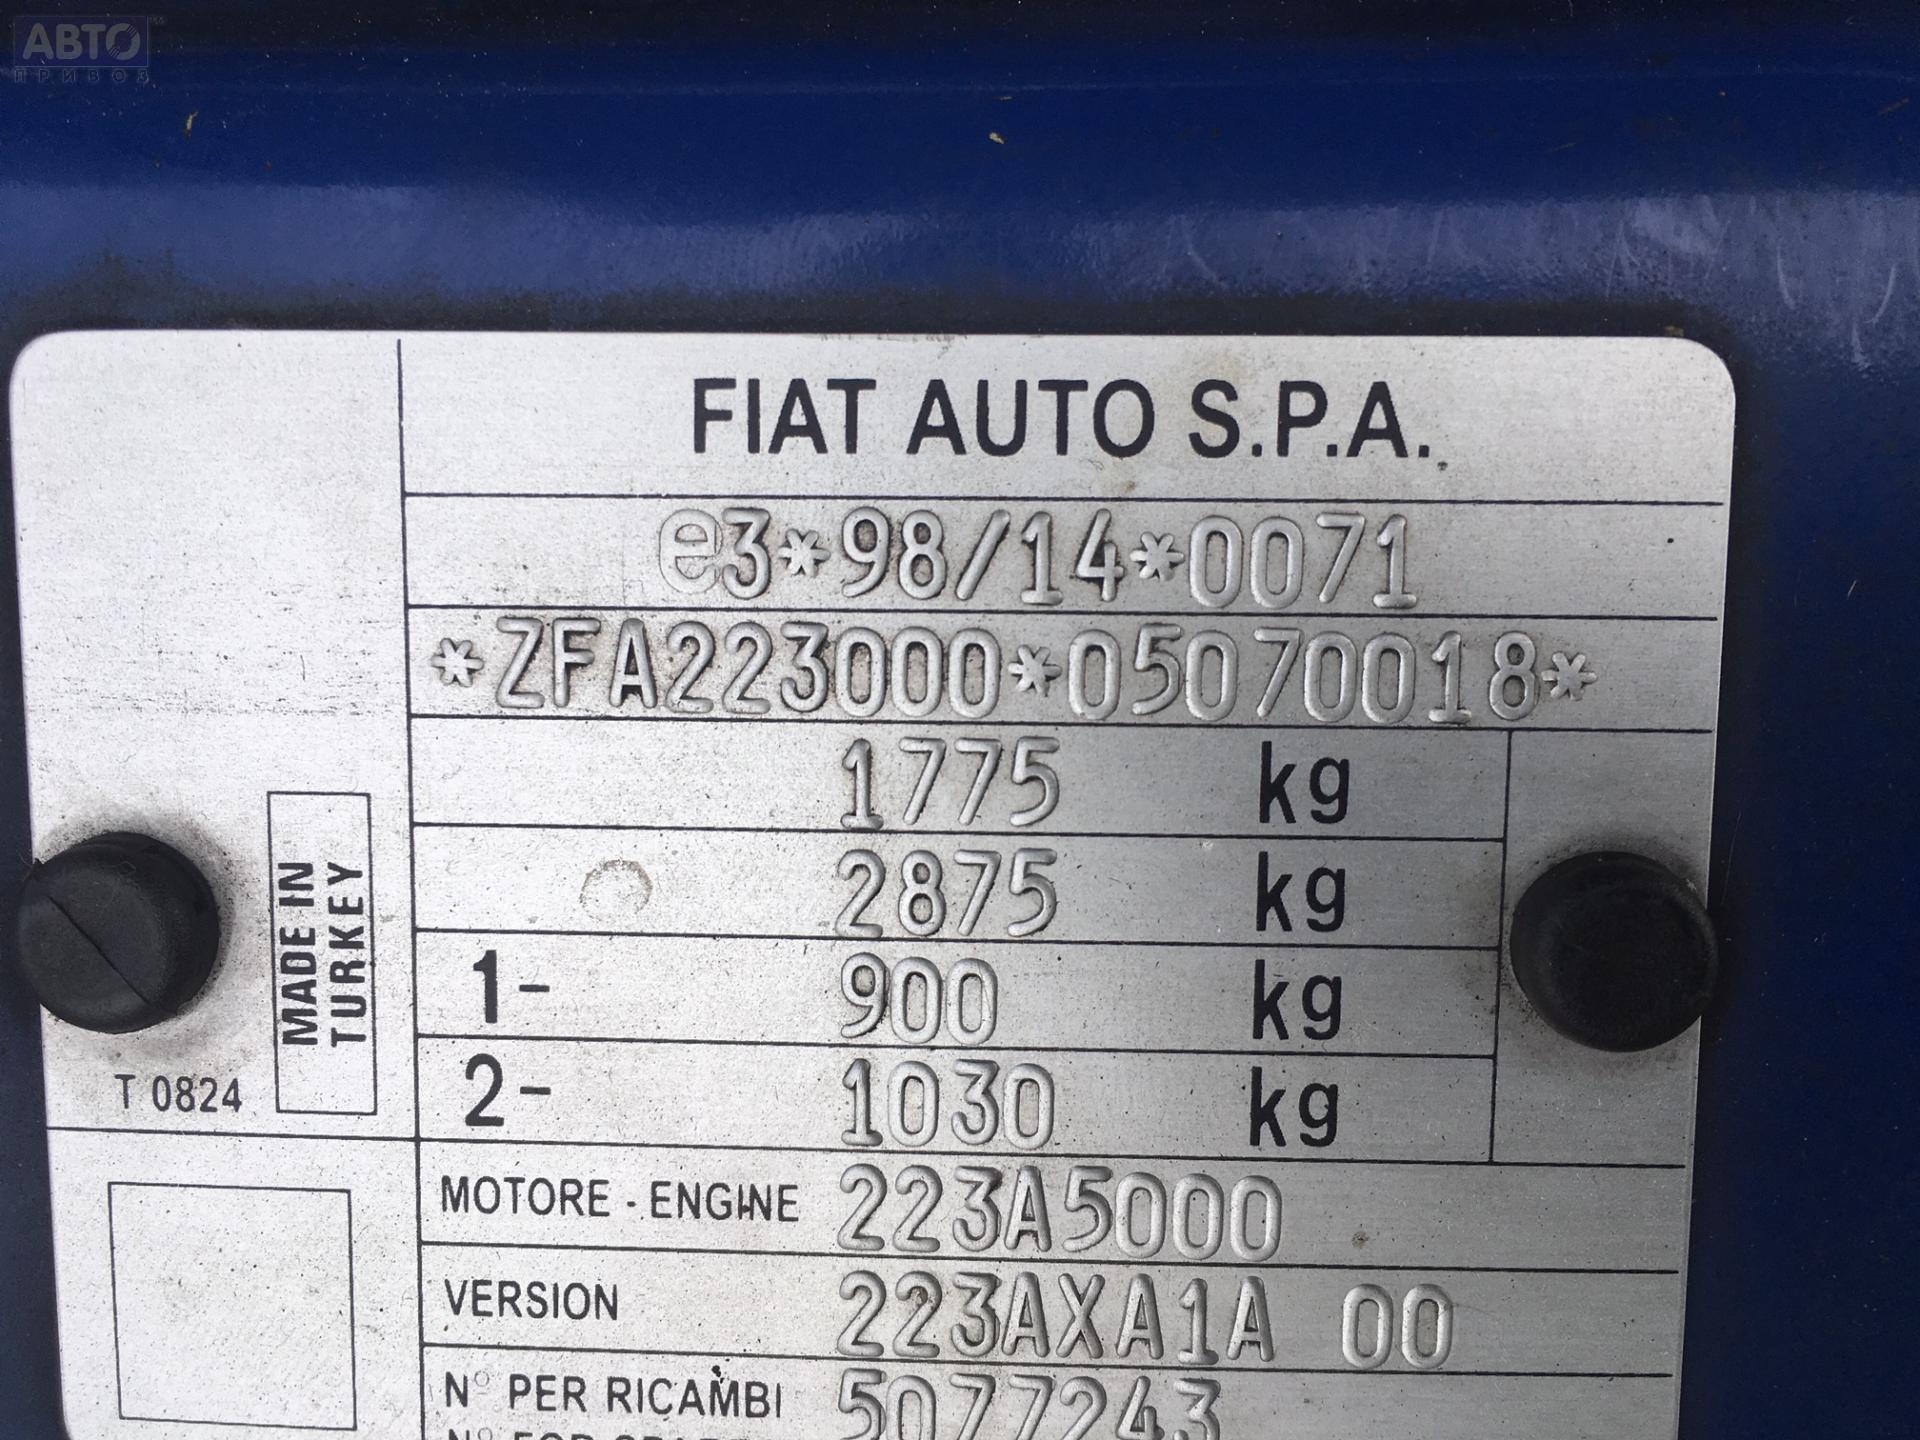 АВТО
ПРИВОЗ
FIAT AUTO S.P.A.
e3*98/14*0071
*ZFA223000*05070018*
1775 kg
2875 kg
1- 900 kg
2- 1030 kg
MADE IN
TURKEY
T 0824
MOTORE - ENGINE 223A5000
VERSION 223AXA1A 00
N° PER RICAMBI 5077243